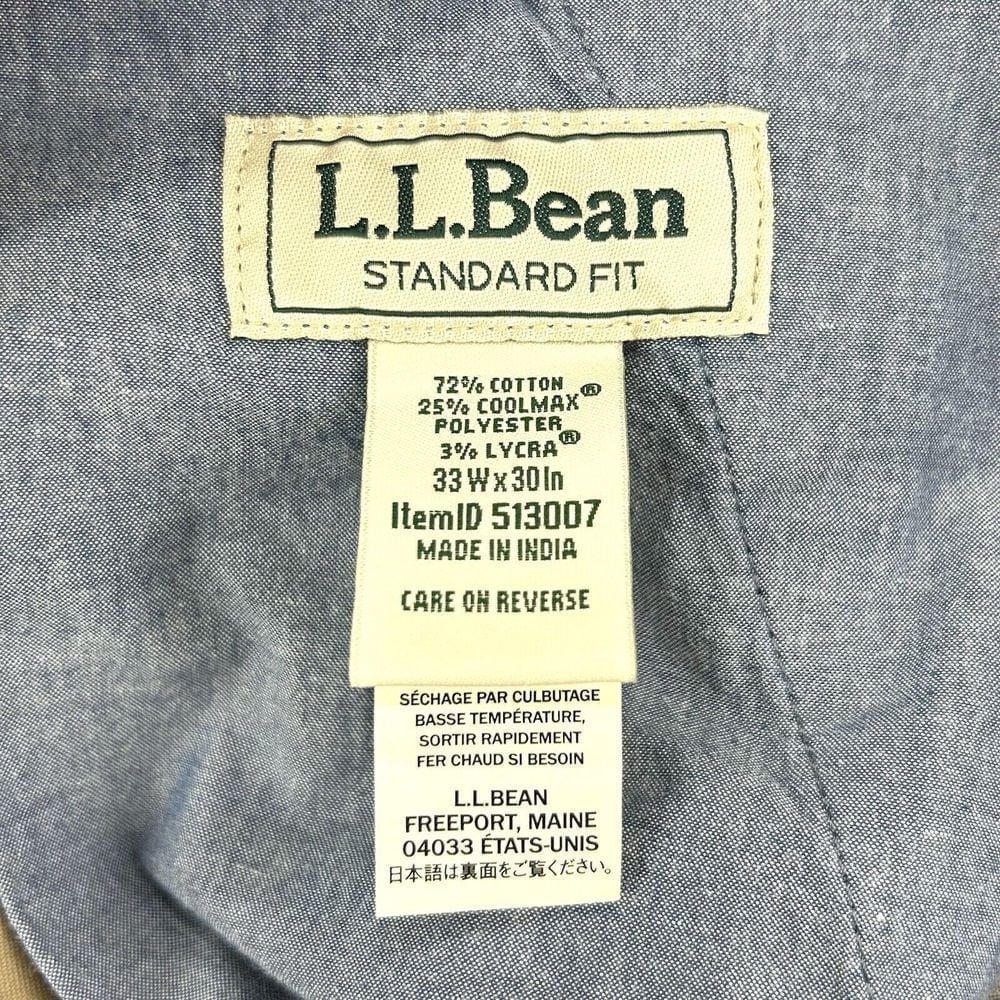 L.L.Bean
STANDARD FIT
72% COTTON
25% COOLMAX®
POLYESTER
3% LYCRA®
33 W x 30 In
ItemID 513007
MADE IN INDIA
CARE ON REVERSE
SÉCHAGE PAR CULBUTAGE
BASSE TEMPÉRATURE,
SORTIR RAPIDEMENT
FER CHAUD SI BESOIN
L.L.BEAN
FREEPORT, MAINE
04033 ÉTATS-UNIS
日本語は裏面をご覧ください。